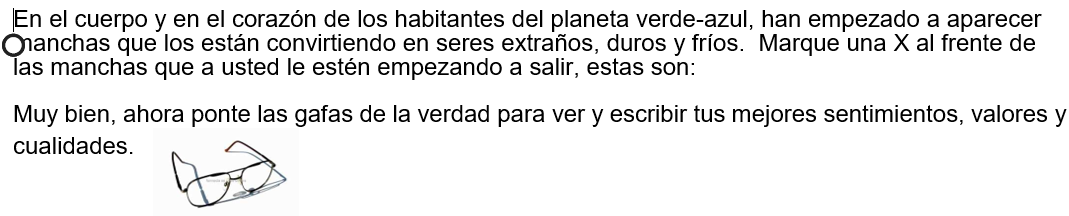 En el cuerpo y en el corazón de los habitantes del planeta verde-azul, han empezado a aparecer
manchas que los están convirtiendo en seres extraños, duros y fríos.  Marque una X al frente de
las manchas que a usted le estén empezando a salir, estas son:
Muy bien, ahora ponte las gafas de la verdad para ver y escribir tus mejores sentimientos, valores y
cualidades.